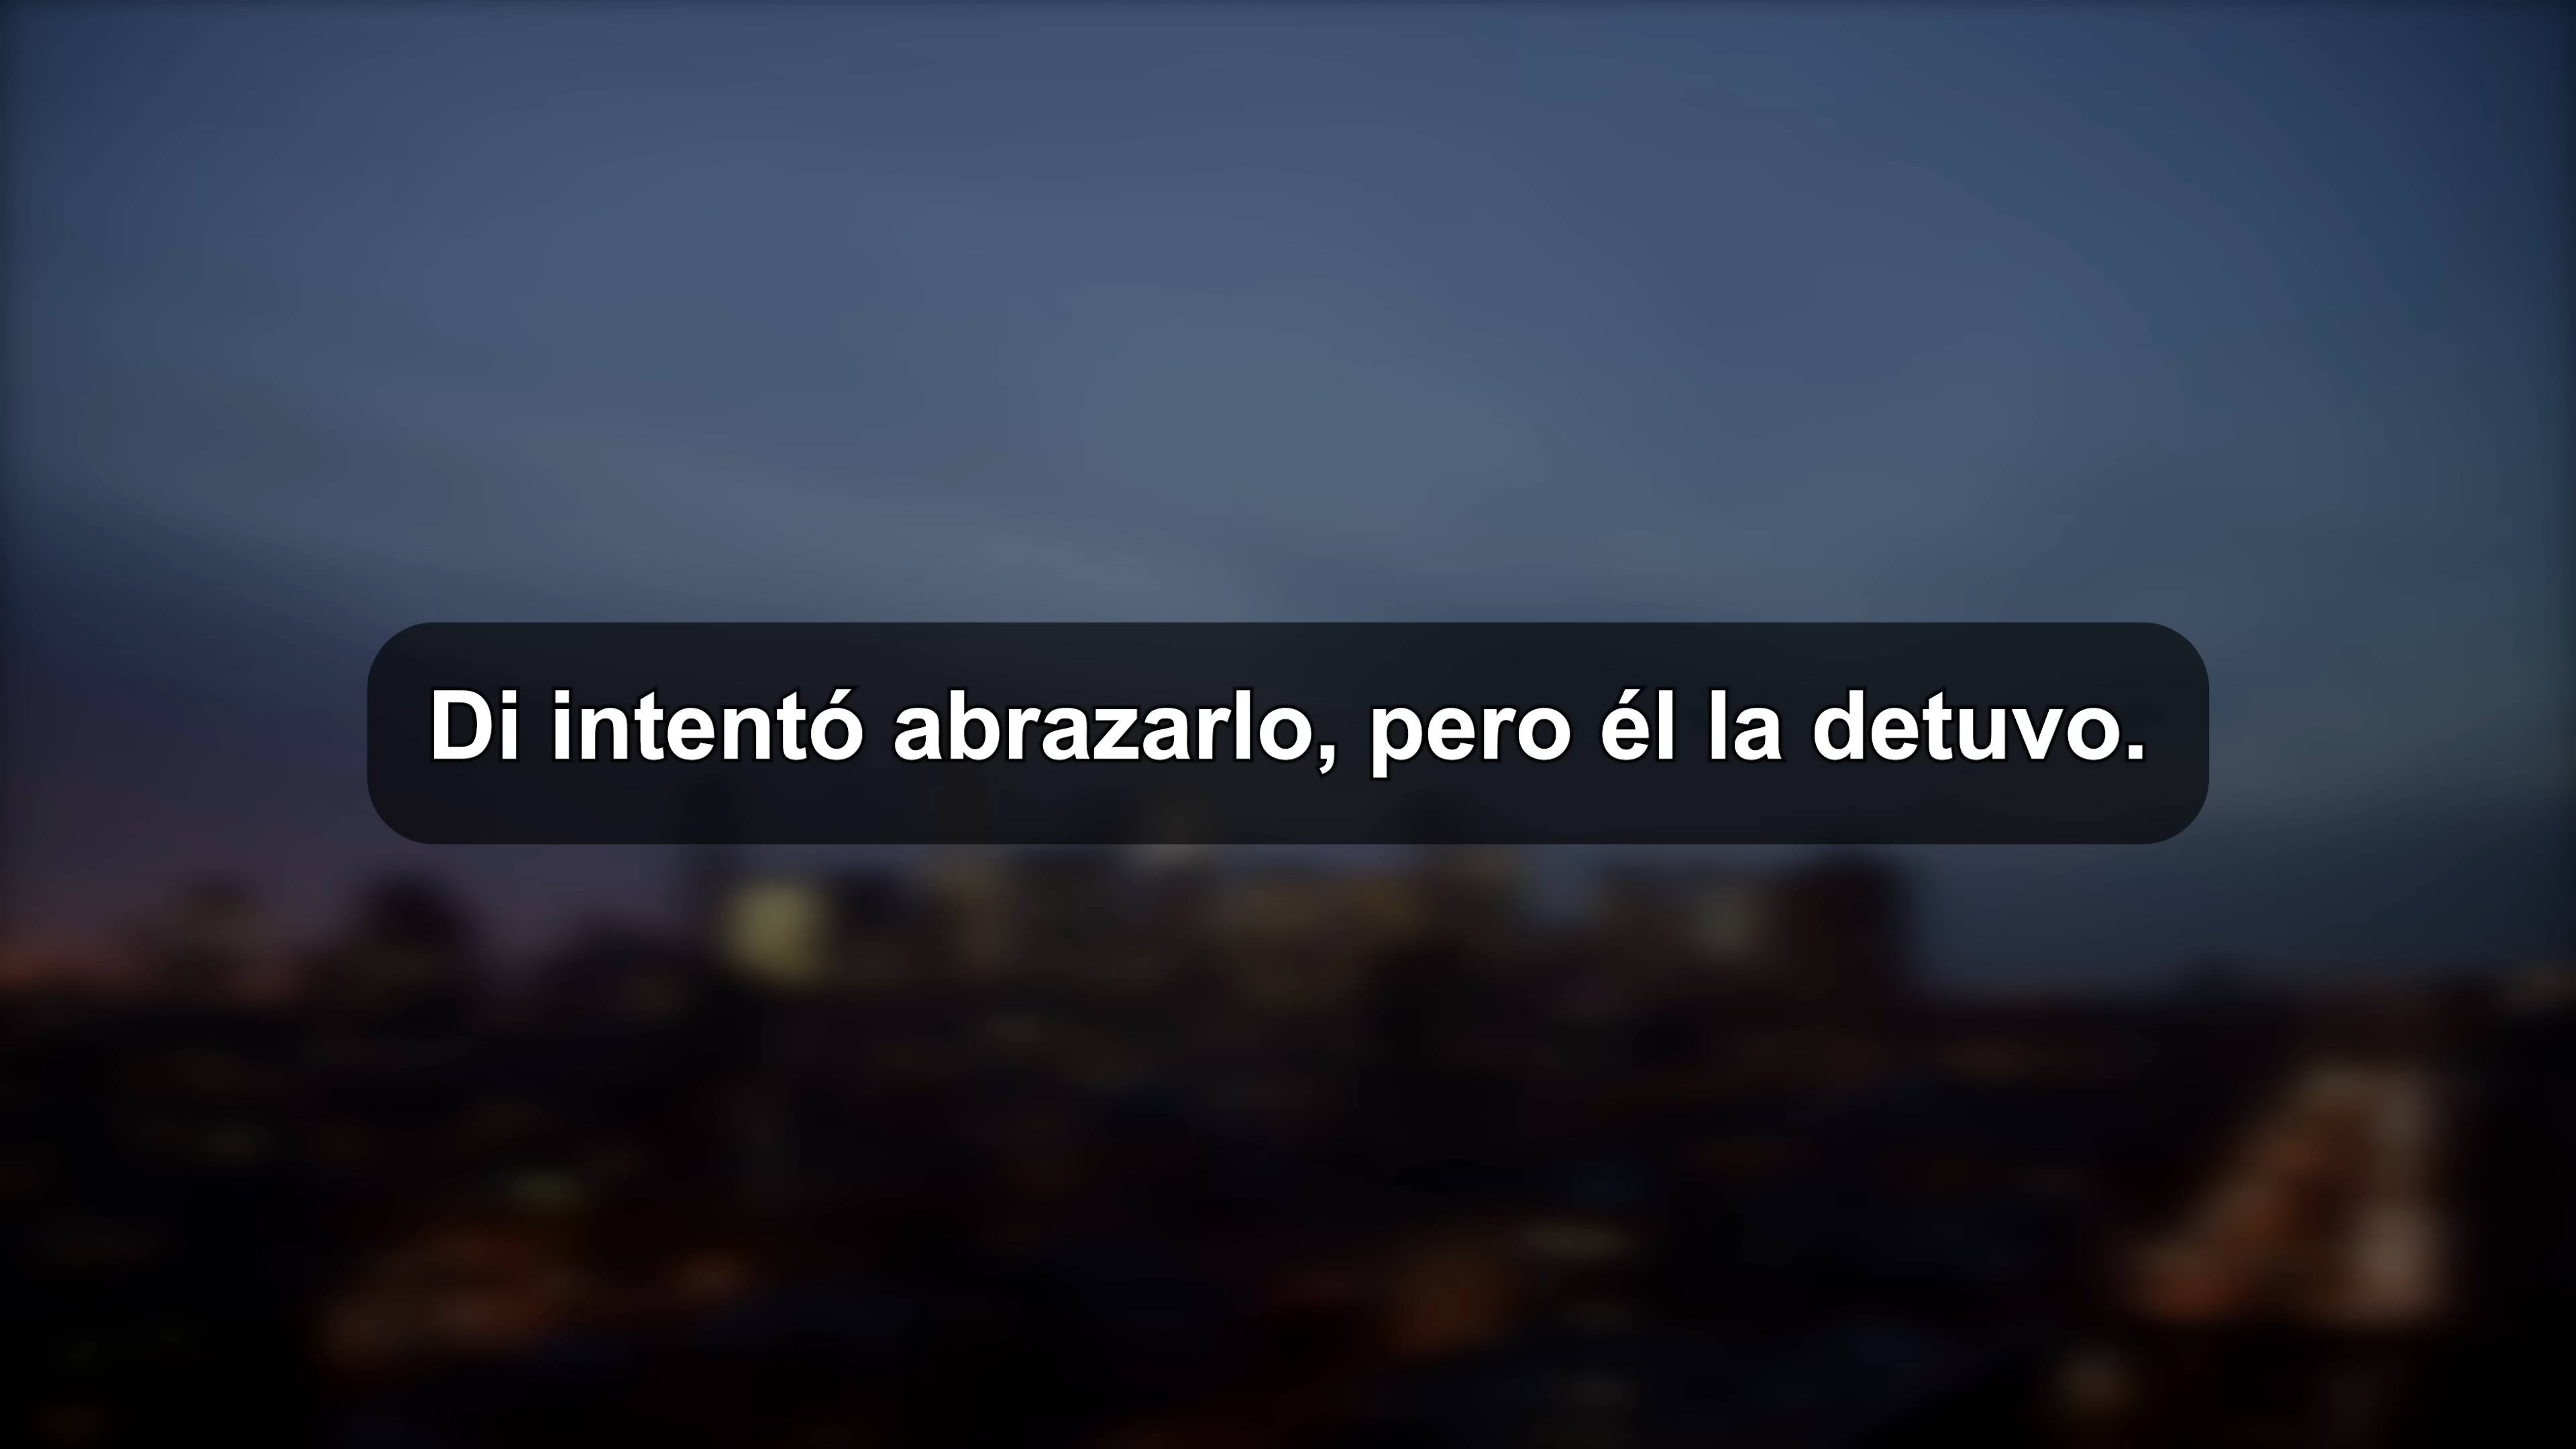 Di intentó abrazarlo, pero él la detuvo.